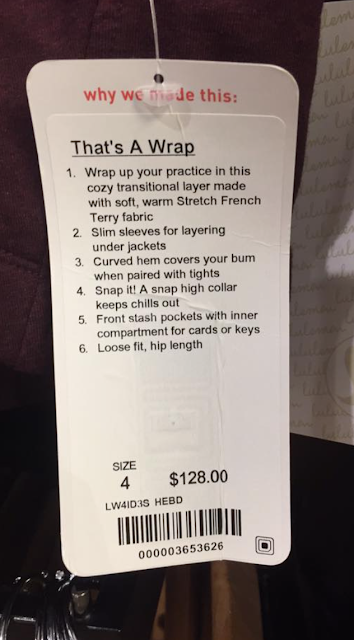 why we made this:
That's A Wrap
1. Wrap up your practice in this
cozy transitional layer made
with soft, warm Stretch French
Terry fabric
2. Slim sleeves for layering
under jackets
3. Curved hem covers your bum
when paired with tights
4. Snap it! A snap high collar
keeps chills out
5. Front stash pockets with inner
compartment for cards or keys
6. Loose fit, hip length
SIZE
4 $128.00
LW4ID3S HEBD
000003653626